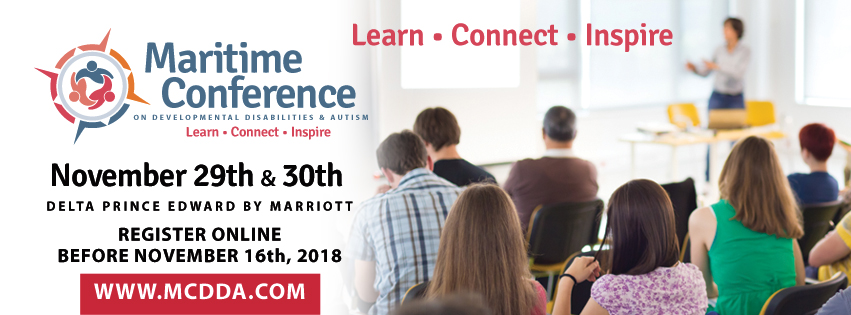 Learn • Connect • Inspire
Maritime
Conference
ON DEVELOPMENTAL DISABILITIES & AUTISM
Learn • Connect • Inspire
November 29th & 30th
DELTA PRINCE EDWARD BY MARRIOTT
REGISTER ONLINE
BEFORE NOVEMBER 16th, 2018
WWW.MCDDA.COM